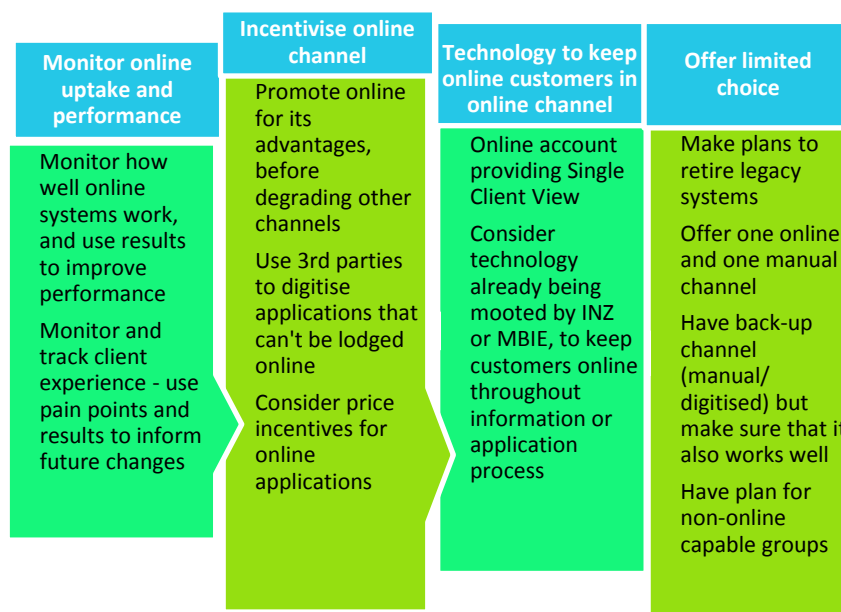 Monitor online
uptake and
performance
Monitor how
well online
systems work,
and use results
to improve
performance
Monitor and
track client
experience - use
pain points and
results to inform
future changes
Incentivise online
channel
Promote online
for its
advantages,
before
degrading other
channels
Use 3rd parties
to digitise
applications that
can't be lodged
online
Consider price
incentives for
online
applications
Technology to keep
online customers in
online channel
Online account
providing Single
Client View
Consider
technology
already being
mooted by INZ
or MBIE, to keep
customers online
throughout
information or
application
process
Offer limited
choice
Make plans to
retire legacy
systems
Offer one online
and one manual
channel
Have back-up
channel
(manual/
digitised) but
make sure that it
also works well
Have plan for
non-online
capable groups